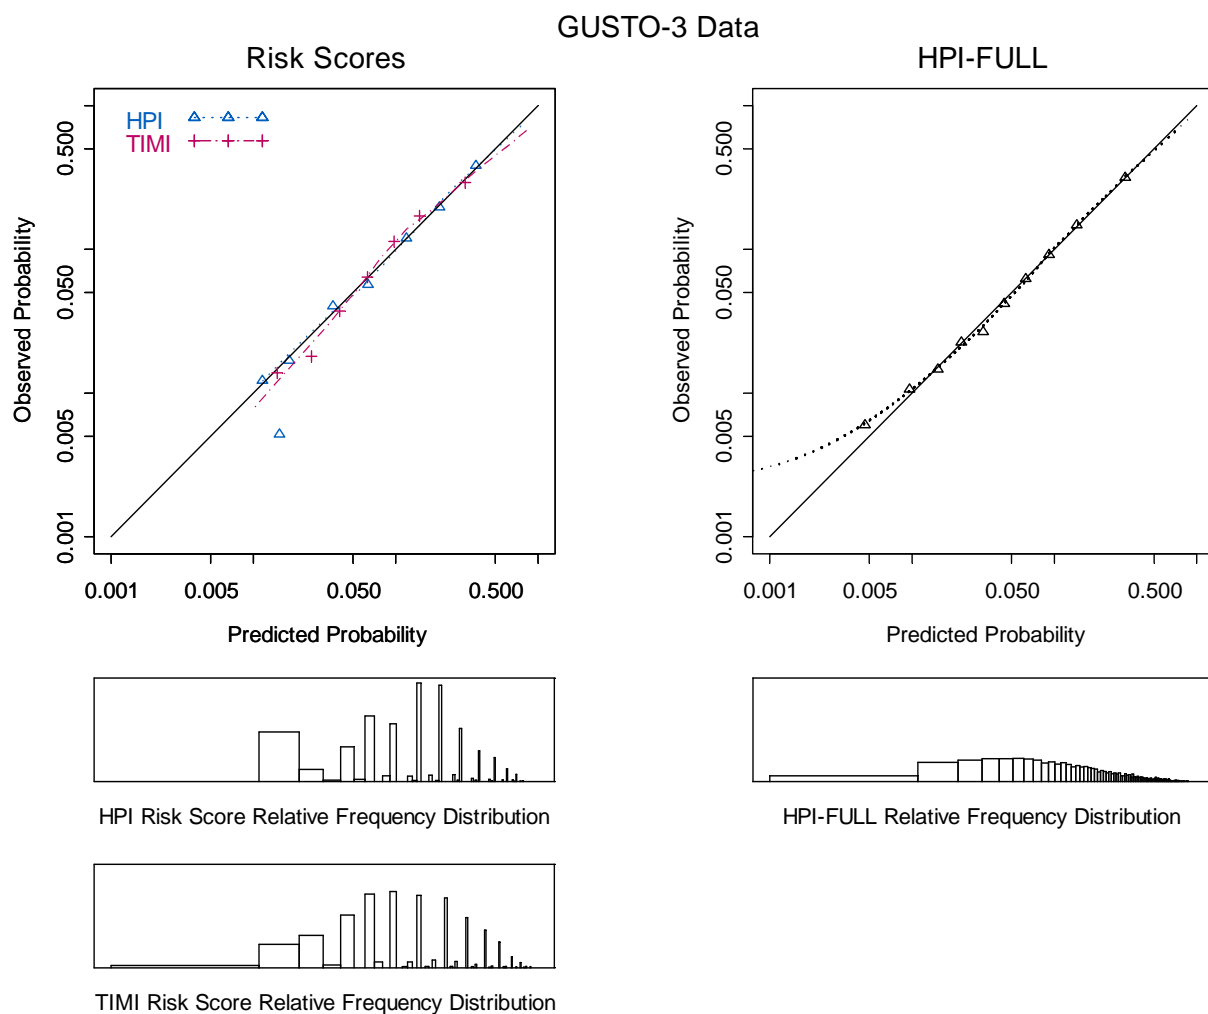 GUSTO-3 Data
Risk Scores
HPI
TIMI
Observed Probability
0.500
0.050
0.005
0.001
0.001
0.005
0.050
0.500
Predicted Probability
HPI Risk Score Relative Frequency Distribution
TIMI Risk Score Relative Frequency Distribution
HPI-FULL
Observed Probability
0.500
0.050
0.005
0.001
0.001
0.005
0.050
0.500
Predicted Probability
HPI-FULL Relative Frequency Distribution